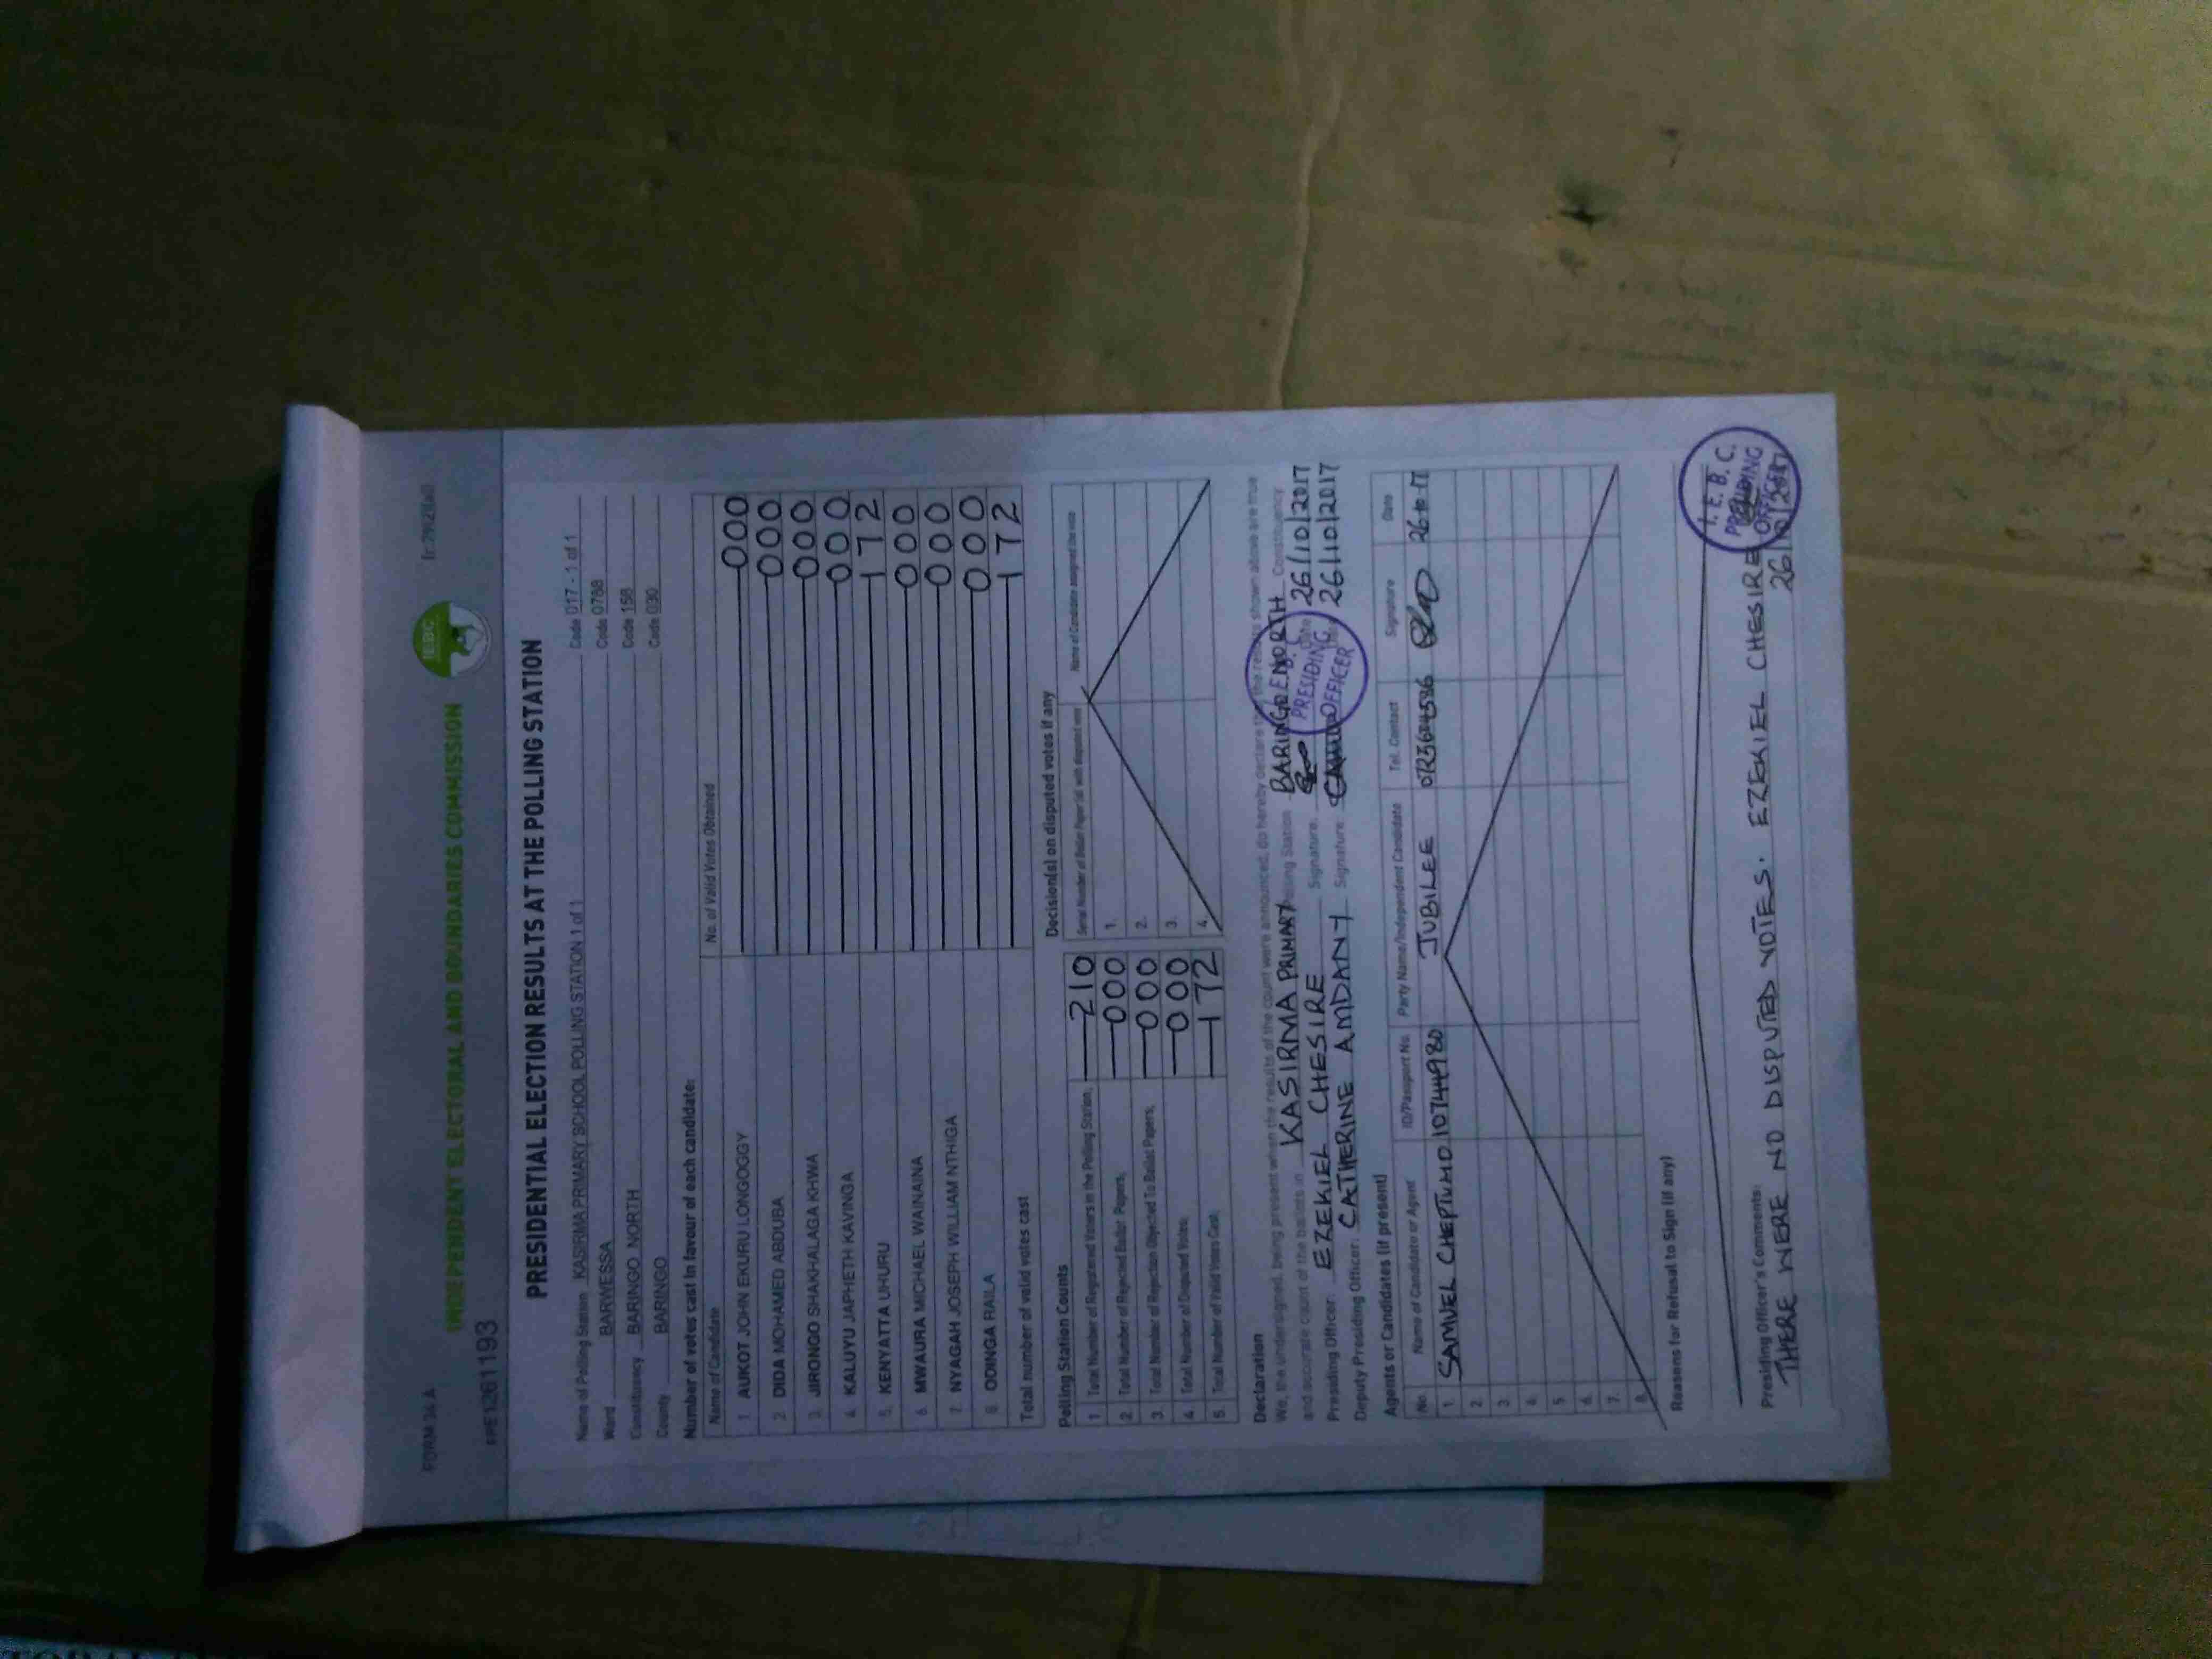 FORM 34 A
INDEPENDENT ELECTORAL AND BOUNDARIES COMMISSION
IEBC
PRESIDENTIAL ELECTION RESULTS AT THE POLLING STATION
Name of Polling Station KASIRMA PRIMARY SCHOOL POLLING STATION 1 of 1 Code 017 - 1 of 1
Ward BARWESSA Code 0788
Constituency BARINGO NORTH Code 158
County BARINGO Code 030
Number of votes cast in favour of each candidate:
Name of Candidate No. of Valid Votes Obtained
1. AUKOT JOHN EKURU LONGOGGY 000
2. DIDA MOHAMED ABDUBA 000
3. JIRONGO SHAKHALAGA KHWA 000
4. KALUYU JAPHETH KAVINGA 000
5. KENYATTA UHURU 172
6. MWAURA MICHAEL WAINAINA 000
7. NYAGAH JOSEPH WILLIAM NTHIGA 000
8. ODINGA RAILA 000
Total number of valid votes cast 172
Polling Station Counts
1. Total Number of Registered Voters in the Polling Station; 210
2. Total Number of Rejected Ballot Papers; 000
3. Total Number of Rejection Objected To Ballot Papers; 000
4. Total Number of Disputed Votes; 000
5. Total Number of Valid Votes Cast; 172
Decision(s) on disputed votes if any
Serial Number of Ballot Paper(s) with disputed vote Name of Candidate assigned the vote
1.
2.
3.
4.
Declaration
We, the undersigned, being present when the results of the count were announced, do hereby declare that the results shown above are true
and accurate count of the ballots in KASIRMA PRIMARY Polling Station BARINGO NORTH Constituency
Presiding Officer: EZEKIEL CHESIRE Signature: Date 26/10/2017
Deputy Presiding Officer: CATHERINE AMDANY Signature: 26/10/2017
PRESIDING OFFICER
Agents or Candidates (if present)
No. Name of Candidate or Agent ID/Passport No. Party Name/Independent Candidate Tel. Contact Signature Date
1. SAMUEL JUBILEE 26-10-17
2.
3.
4.
5.
6.
7.
8.
Reasons for Refusal to Sign (if any)
Presiding Officer's Comments:
THERE WERE NO DISPUTED VOTES. EZEKIEL CHESIRE
26/10/2017
I. E. B. C.
PRESIDING
OFFICER